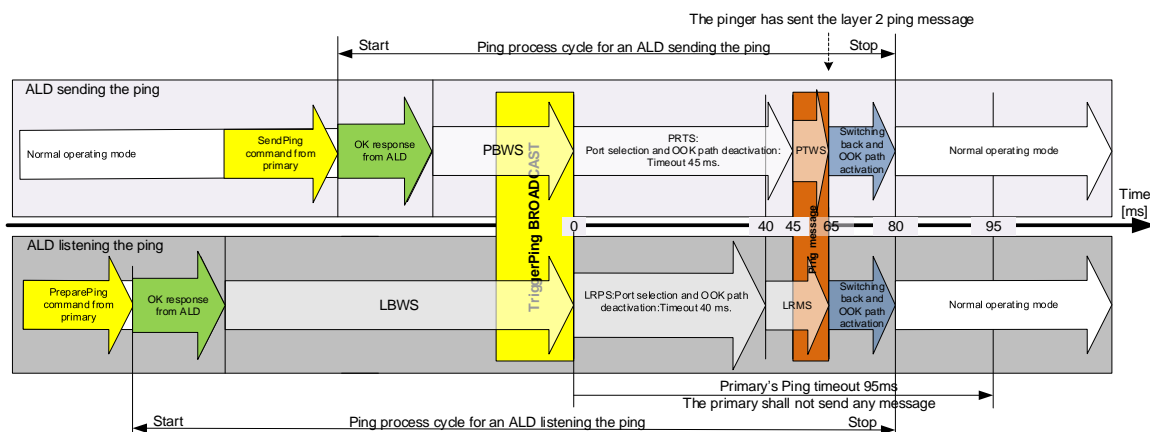 The pinger has sent the layer 2 ping message
Start
Ping process cycle for an ALD sending the ping
Stop
ALD sending the ping
Normal operating mode
SendPing
command from
primary
OK response
from ALD
PBWS
PRTS:
Port selection and OOK path
deactivation:
Timeout 45 ms.
PTWS
Switching
back and
OOK path
activation
Normal operating mode
TriggerPing BROADCAST
Ping message
Time
[ms]
0
40
45
65
80
95
ALD listening the ping
PreparePing
command from
primary
OK response
from ALD
LBWS
LRPS:Port selection and OOK path
deactivation:Timeout 40 ms.
LRMS
Switching
back and
OOK path
activation
Normal operating mode
Primary's Ping timeout 95ms
The primary shall not send any message
Start
Ping process cycle for an ALD listening the ping
Stop